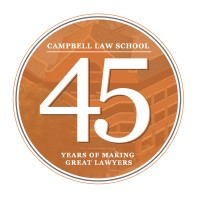 CAMPBELL LAW SCHOOL
45
YEARS OF MAKING
GREAT LAWYERS